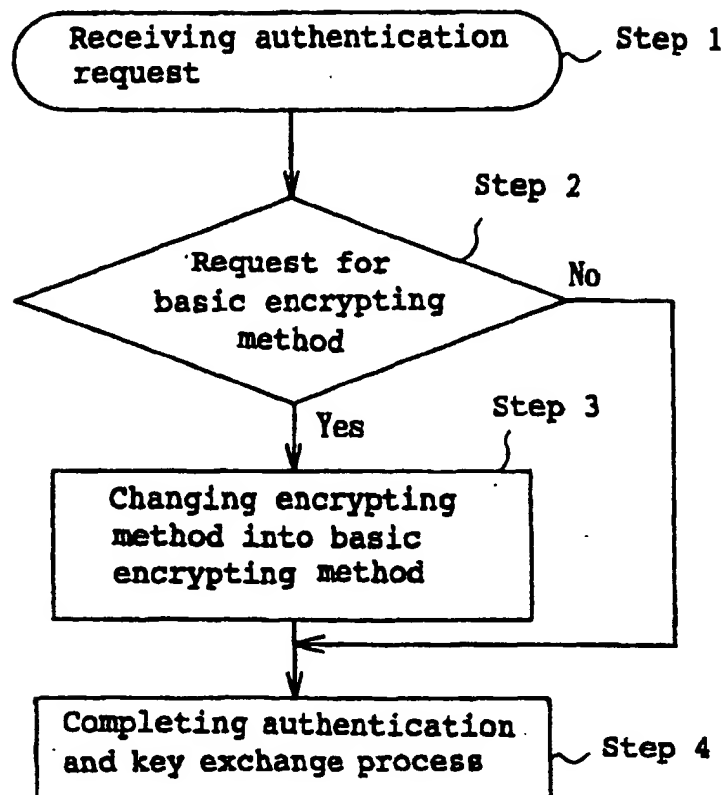 Receiving authentication
request
Step 1
Step 2
Request for
basic encrypting
method
No
Yes
Step 3
Changing encrypting
method into basic
encrypting method
Completing authentication
and key exchange process
Step 4